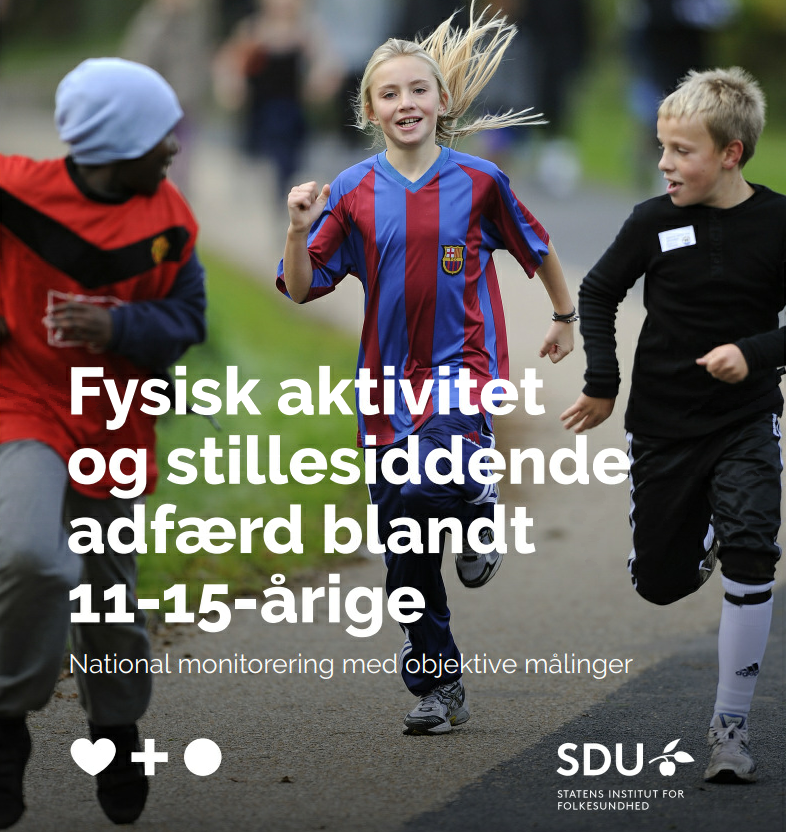 Fysisk aktivitet
og stillesiddende
adfærd blandt
11-15-årige
National monitorering med objektive målinger
SDU
STATENS INSTITUT FOR
FOLKESUNDHED
adidas